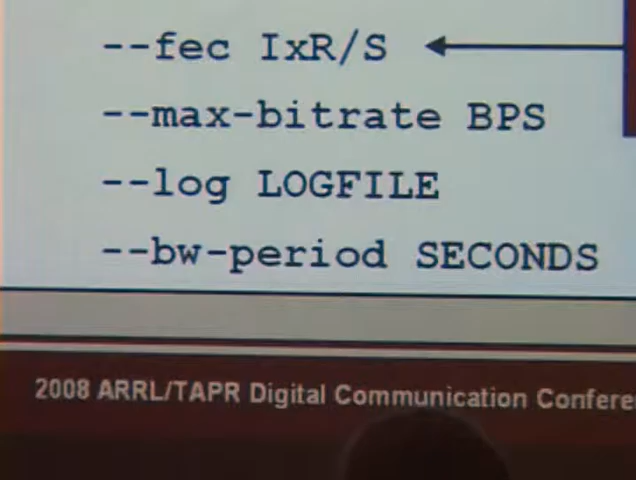 --fec IxR/S
--max-bitrate BPS
--log LOGFILE
--bw-period SECONDS
2008 ARRL/TAPR Digital Communication Confere